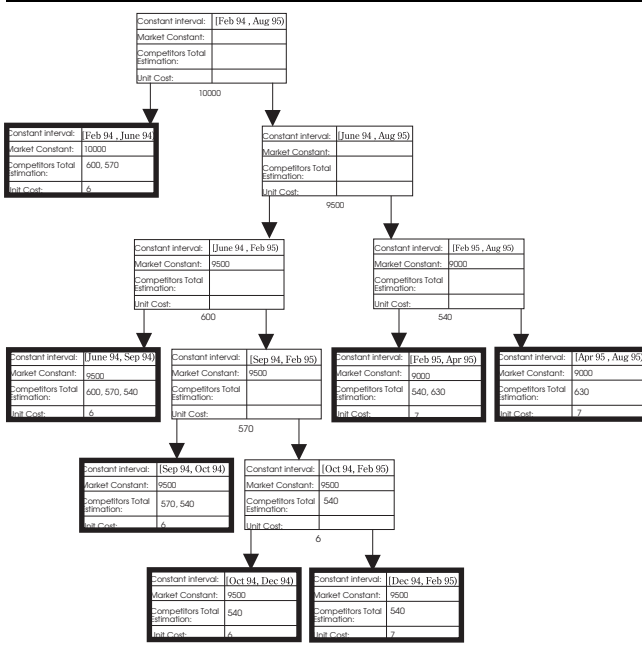 Constant interval: [Feb 94 , Aug 95)
Market Constant:
Competitors Total
Estimation:
Unit Cost:
10000
Constant interval: [Feb 94 , June 94)
Market Constant: 10000
Competitors Total 600, 570
Estimation:
Unit Cost: 6
Constant interval: [June 94 , Aug 95)
Market Constant:
Competitors Total
Estimation:
Unit Cost:
9500
Constant interval: [June 94 , Feb 95)
Market Constant: 9500
Competitors Total
Estimation:
Unit Cost:
600
Constant interval: [Feb 95 , Aug 95)
Market Constant: 9000
Competitors Total
Estimation:
Unit Cost:
540
Constant interval: [June 94, Sep 94)
Market Constant: 9500
Competitors Total 600, 570, 540
Estimation:
Unit Cost: 6
Constant interval: [Sep 94, Feb 95)
Market Constant: 9500
Competitors Total
Estimation:
Unit Cost:
570
Constant interval: [Feb 95, Apr 95)
Market Constant: 9000
Competitors Total 540, 630
Estimation:
Unit Cost: 7
Constant interval: [Apr 95 , Aug 95)
Market Constant: 9000
Competitors Total 630
Estimation:
Unit Cost: 7
Constant interval: [Sep 94, Oct 94)
Market Constant: 9500
Competitors Total 570, 540
Estimation:
Unit Cost: 6
Constant interval: [Oct 94, Feb 95)
Market Constant: 9500
Competitors Total 540
Estimation:
Unit Cost:
6
Constant interval: [Oct 94, Dec 94)
Market Constant: 9500
Competitors Total 540
Estimation:
Unit Cost: 6
Constant interval: [Dec 94, Feb 95)
Market Constant: 9500
Competitors Total 540
Estimation:
Unit Cost: 7